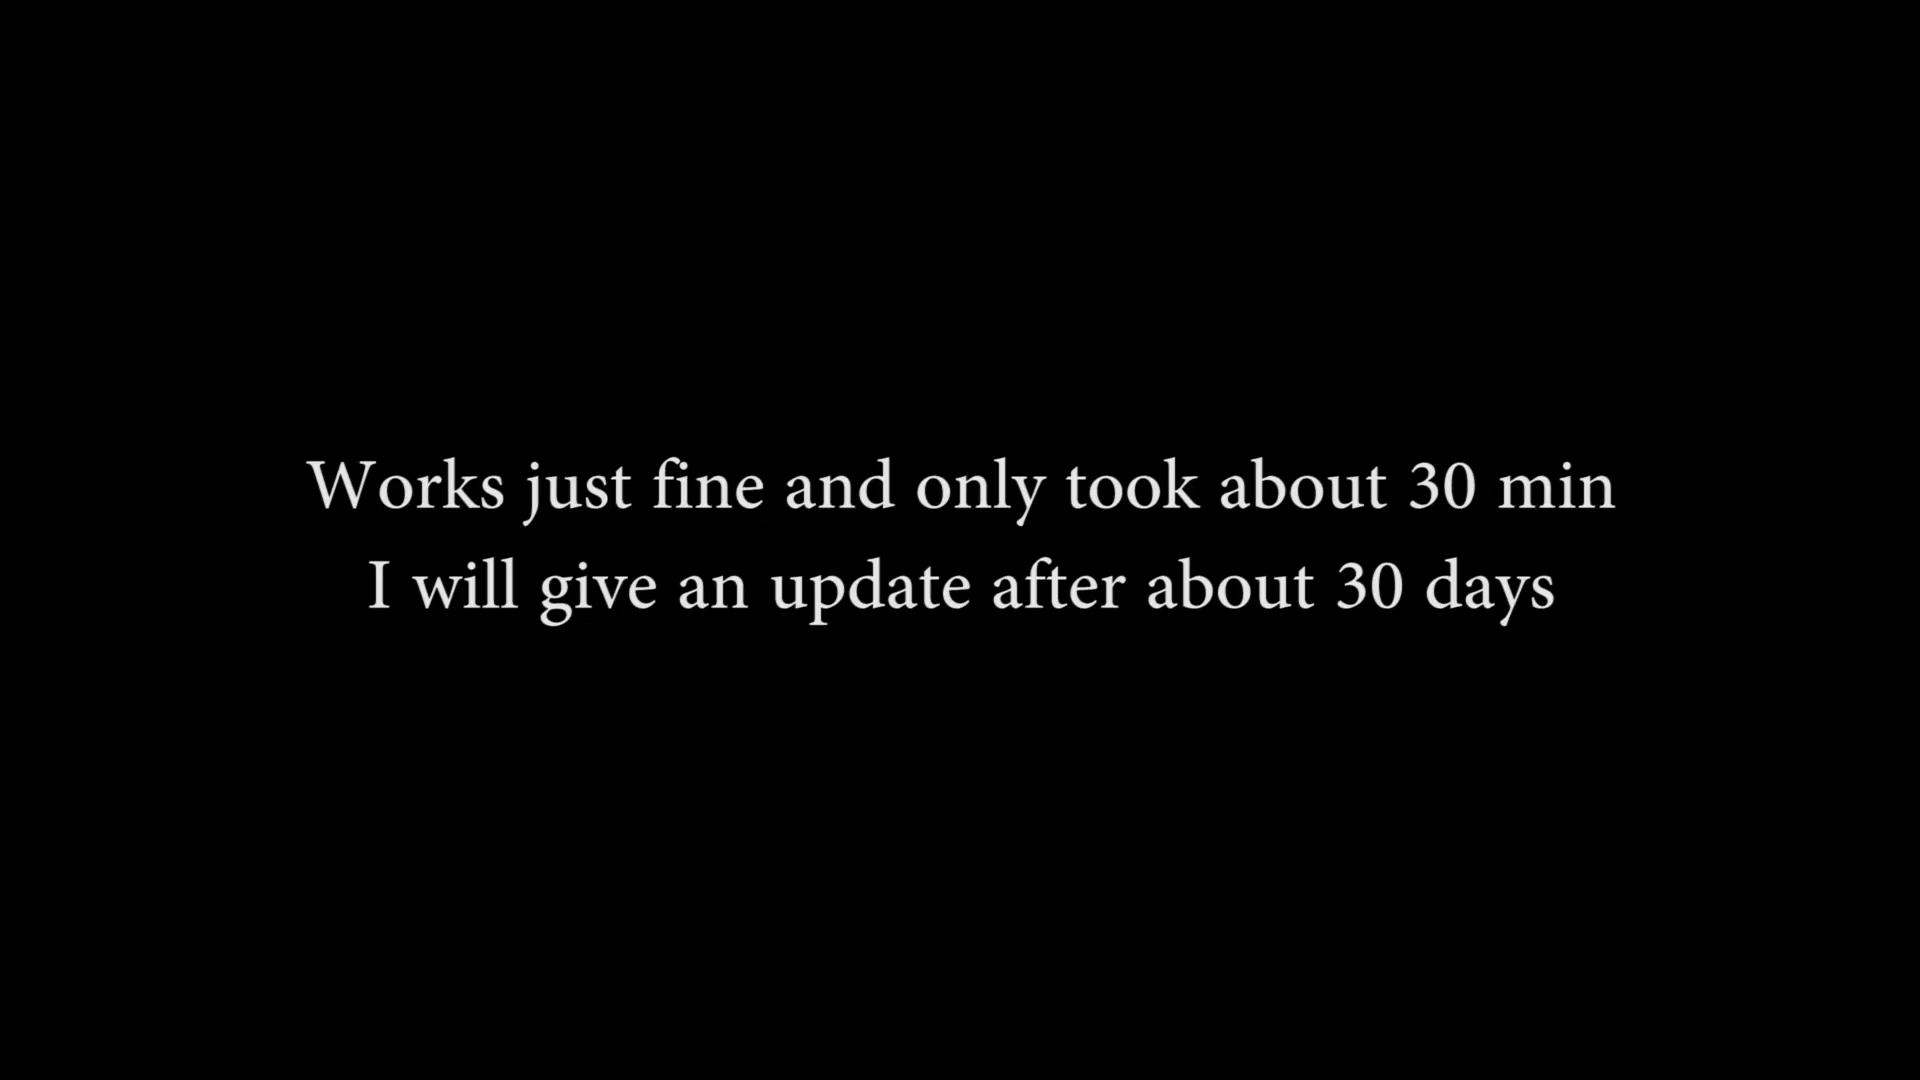 Works just fine and only took about 30 min
I will give an update after about 30 days